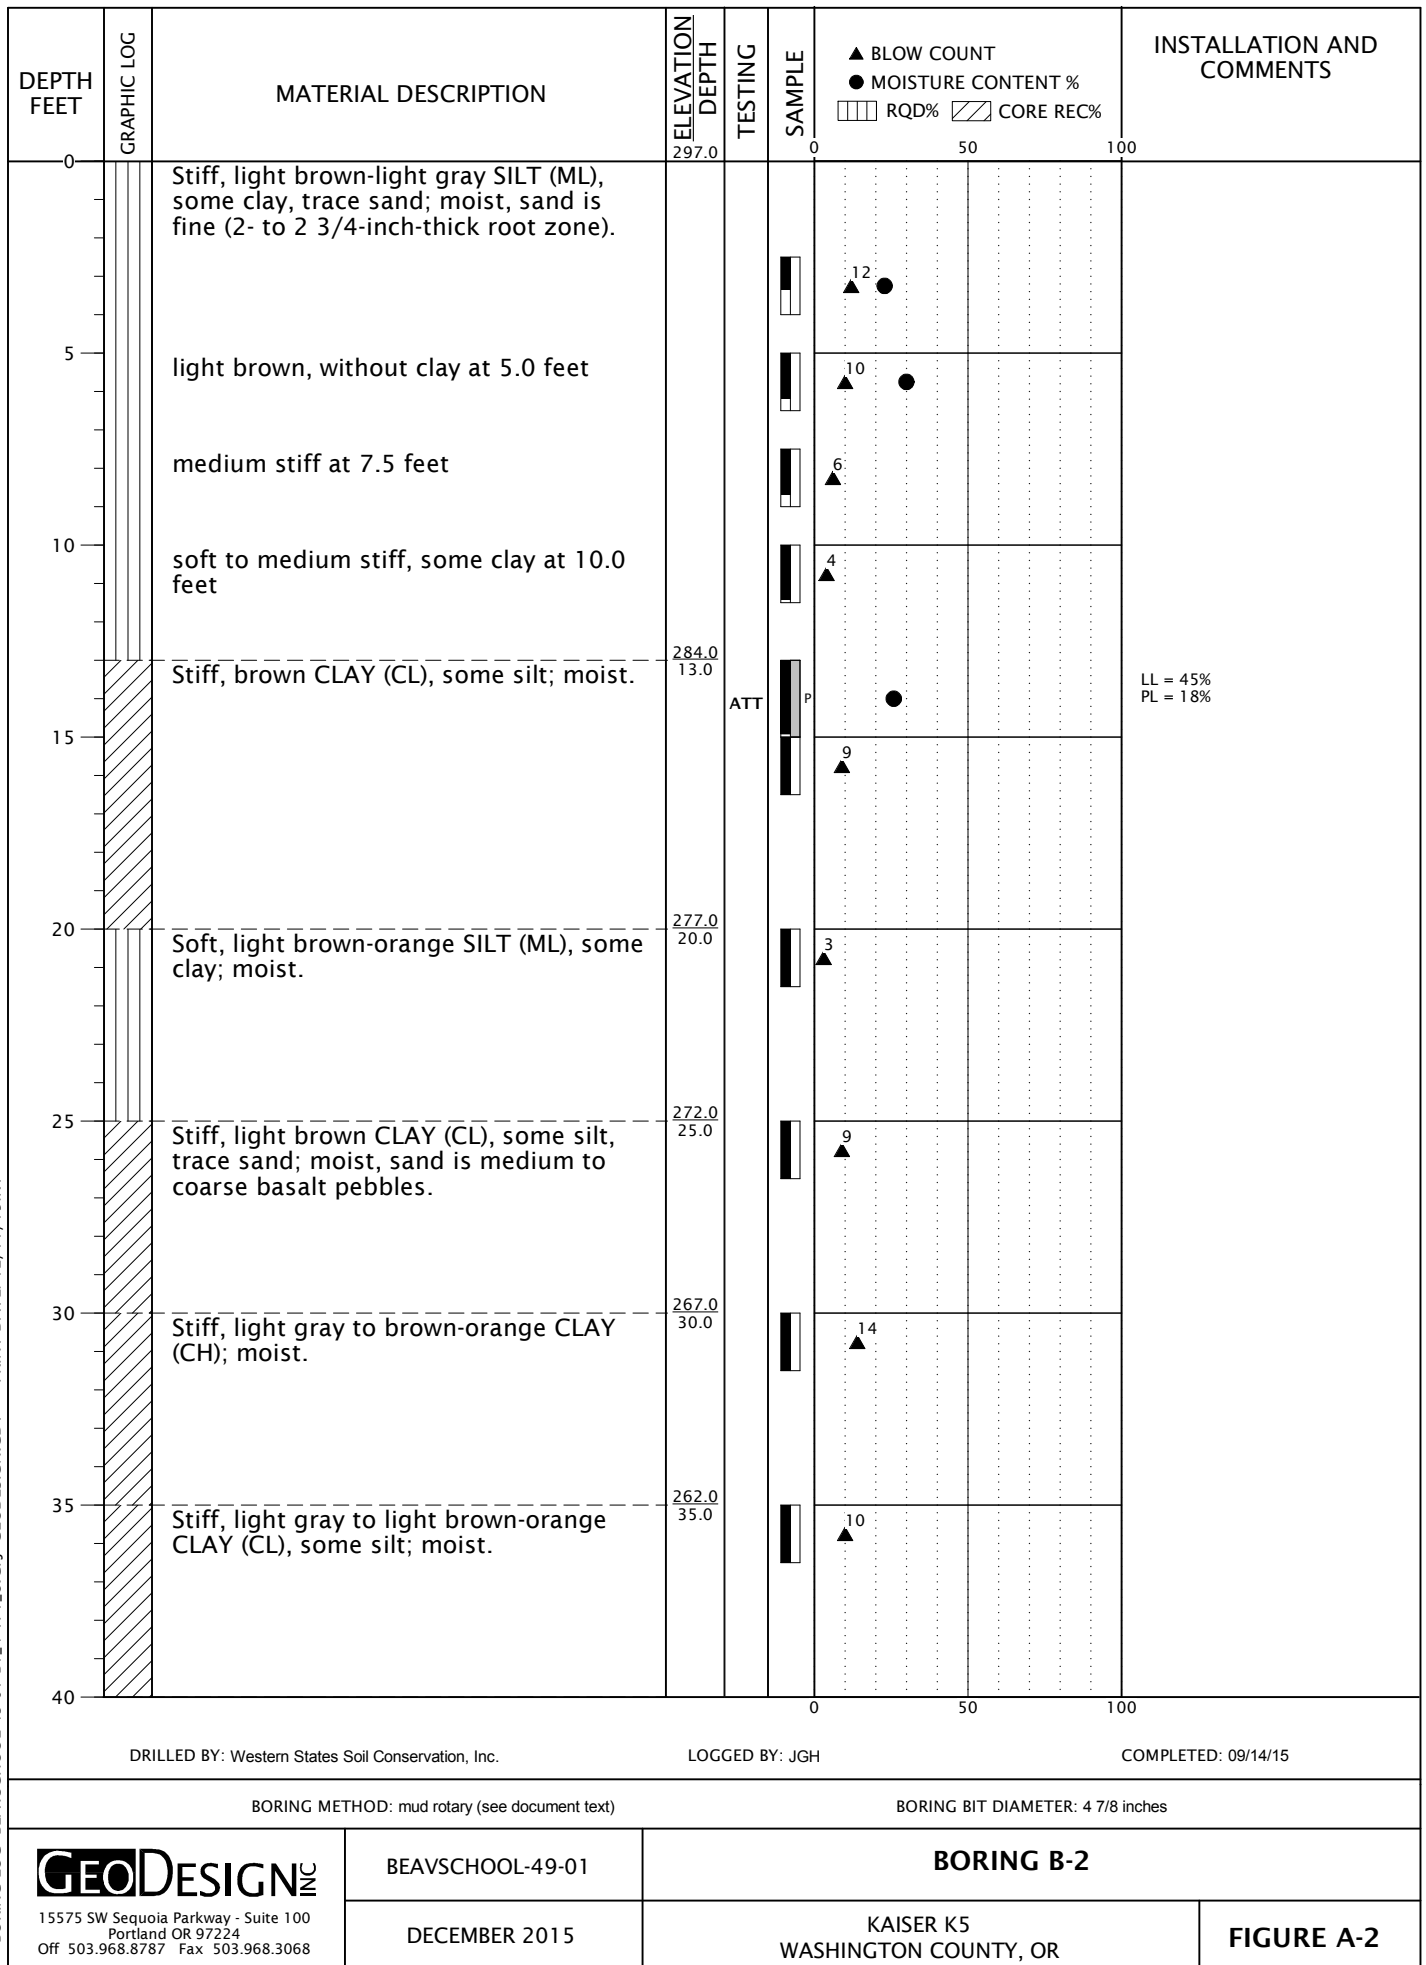 DEPTH
FEET
GRAPHIC LOG
MATERIAL DESCRIPTION
ELEVATION
DEPTH
TESTING
SAMPLE
▲ BLOW COUNT
● MOISTURE CONTENT %
RQD% CORE REC%
INSTALLATION AND
COMMENTS
0 50 100
297.0
0
Stiff, light brown-light gray SILT (ML),
some clay, trace sand; moist, sand is
fine (2- to 2 3/4-inch-thick root zone).
12
5
light brown, without clay at 5.0 feet
10
medium stiff at 7.5 feet
6
10
soft to medium stiff, some clay at 10.0
feet
4
284.0
13.0
Stiff, brown CLAY (CL), some silt; moist.
ATT
P
LL = 45%
PL = 18%
15
9
20
277.0
20.0
Soft, light brown-orange SILT (ML), some
clay; moist.
3
25
272.0
25.0
Stiff, light brown CLAY (CL), some silt,
trace sand; moist, sand is medium to
coarse basalt pebbles.
9
30
267.0
30.0
Stiff, light gray to brown-orange CLAY
(CH); moist.
14
35
262.0
35.0
Stiff, light gray to light brown-orange
CLAY (CL), some silt; moist.
10
40
0 50 100
DRILLED BY: Western States Soil Conservation, Inc.
LOGGED BY: JGH
COMPLETED: 09/14/15
BORING METHOD: mud rotary (see document text)
BORING BIT DIAMETER: 4 7/8 inches
GEODESIGN INC
15575 SW Sequoia Parkway - Suite 100
Portland OR 97224
Off 503.968.8787 Fax 503.968.3068
BEAVSCHOOL-49-01
DECEMBER 2015
BORING B-2
KAISER K5
WASHINGTON COUNTY, OR
FIGURE A-2